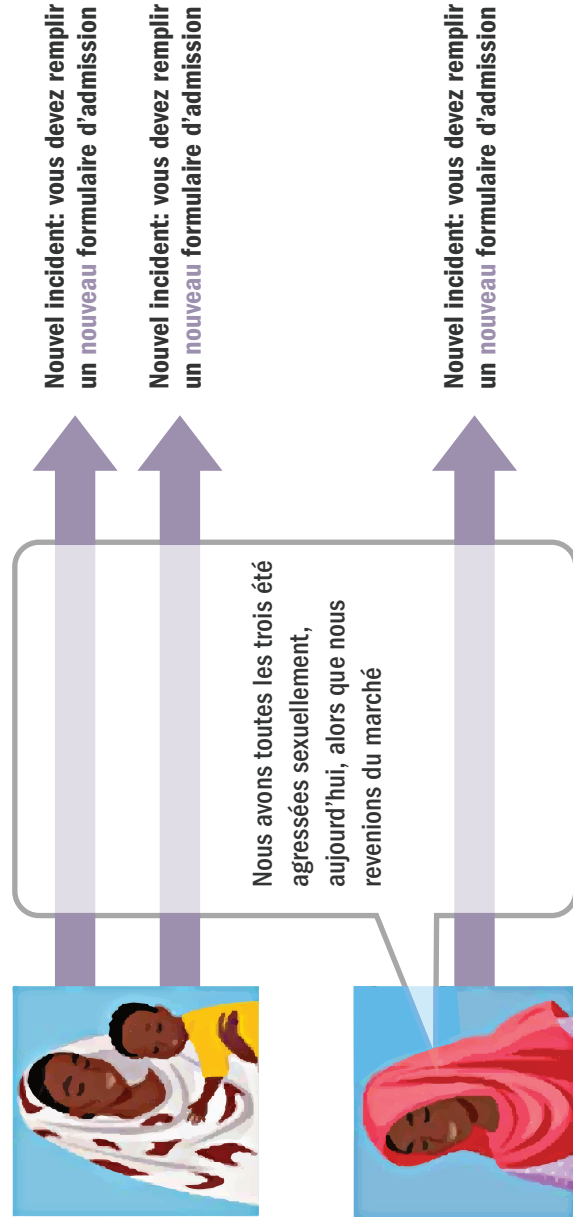 Nous avons toutes les trois été
agressées sexuellement,
aujourd'hui, alors que nous
revenions du marché
Nouvel incident: vous devez remplir
un nouveau formulaire d'admission
Nouvel incident: vous devez remplir
un nouveau formulaire d'admission
Nouvel incident: vous devez remplir
un nouveau formulaire d'admission